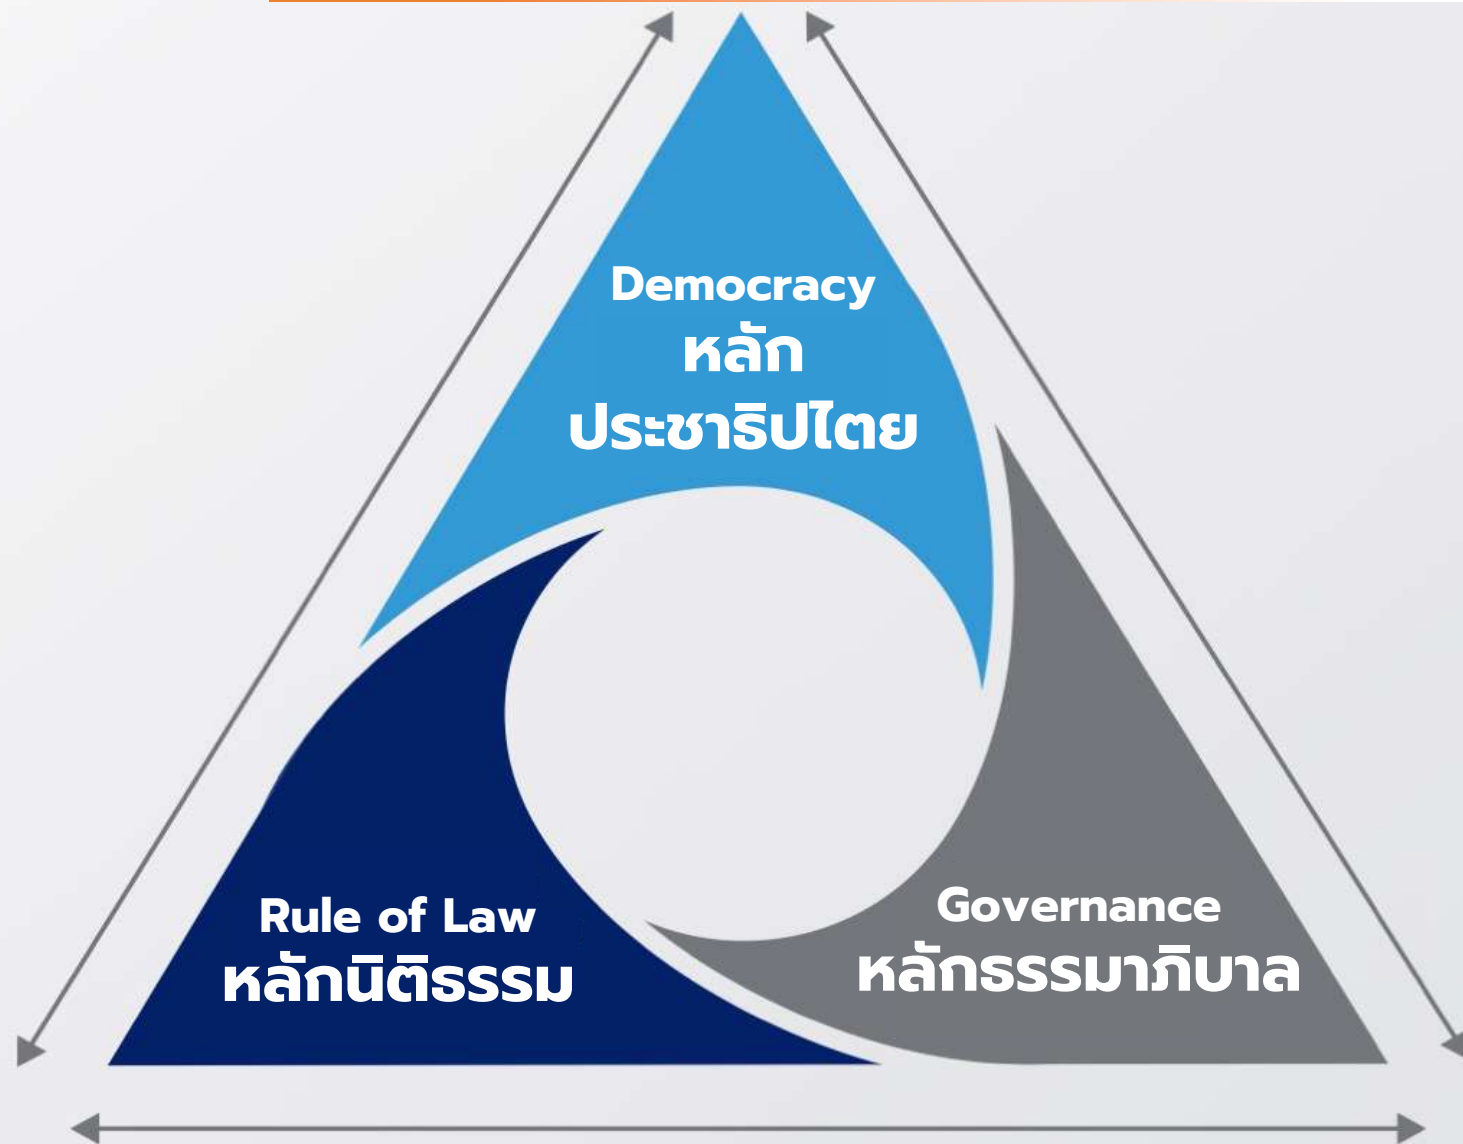 Democracy
หลัก
ประชาธิปไตย
Rule of Law
หลักนิติธรรม
Governance
หลักธรรมาภิบาล